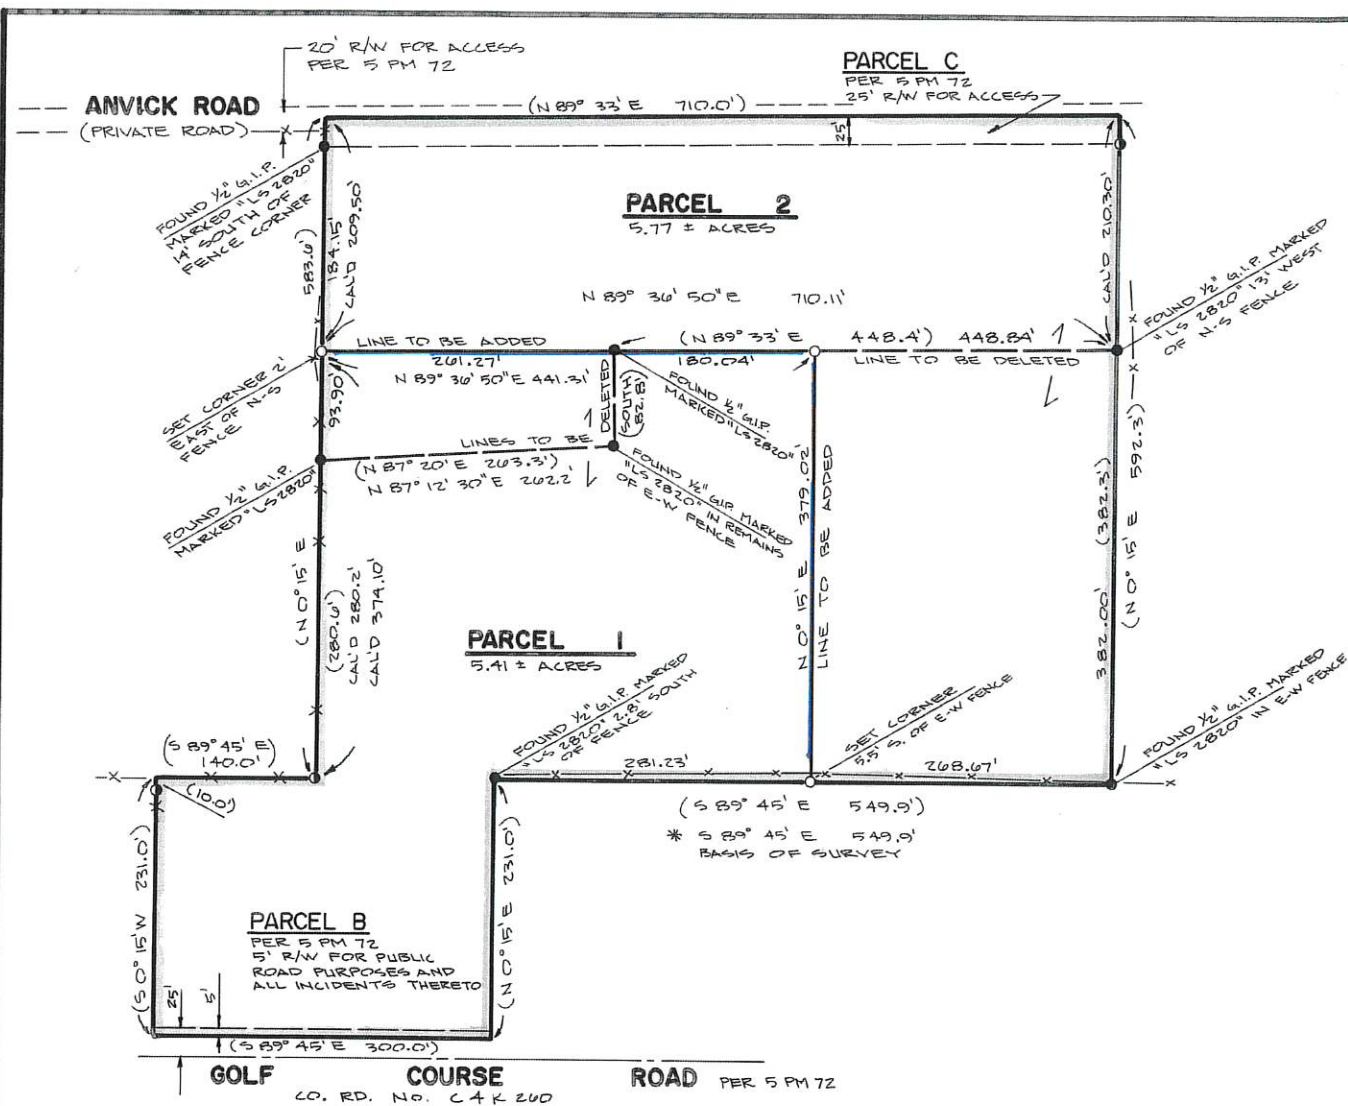 20' R/W FOR ACCESS
PER 5 PM 72
PARCEL C
PER 5 PM 72
25' R/W FOR ACCESS
ANVICK ROAD
(PRIVATE ROAD)
(N 89° 33' E 710.0')
25'
FOUND ½" G.I.P.
MARKED "LS 2820"
14' SOUTH OF
FENCE CORNER
583.6')
184.15'
CAL'D 209.50'
PARCEL 2
5.77 ± ACRES
CAL'D 210.30'
FOUND ½" G.I.P. MARKED
"LS 2820" 13' WEST
OF N-S FENCE
N 89° 36' 50" E 710.11'
LINE TO BE ADDED
(N 89° 33' E 448.4') 448.84'
261.27'
180.04'
LINE TO BE DELETED
N 89° 36' 50" E 441.31'
SET CORNER 2'
EAST OF N-S
FENCE
93.90'
DELETED
(SOUTH
82.8')
FOUND ½" G.I.P.
MARKED "LS 2820"
LINES TO BE
(N 87° 20' E 263.3')
N 87° 12' 30" E 262.2'
FOUND ½" G.I.P.
MARKED "LS 2820"
FOUND ½" G.I.P. MARKED
"LS 2820" IN REMAINS
OF E-W FENCE
N 0° 15' E 379.02'
LINE TO BE ADDED
382.00' (382.3')
(N 0° 15' E 592.3')
(N 0° 15' E
(280.6')
CAL'D 280.2'
CAL'D 374.10'
PARCEL 1
5.41 ± ACRES
FOUND ½" G.I.P. MARKED
"LS 2820" 2.8' SOUTH
OF FENCE
SET CORNER
5.5' S. OF E-W FENCE
FOUND ½" G.I.P. MARKED
"LS 2820" IN E-W FENCE
(S 89° 45' E)
140.0')
(10.0')
281.23'
268.67'
(S 89° 45' E 549.9')
* S 89° 45' E 549.9'
BASIS OF SURVEY
(S 0° 15' W 231.0')
(N 0° 15' E 231.0')
PARCEL B
PER 5 PM 72
5' R/W FOR PUBLIC
ROAD PURPOSES AND
ALL INCIDENTS THERETO
25'
5'
(S 89° 45' E 300.0')
GOLF COURSE ROAD PER 5 PM 72
CO. RD. NO. C 4 K 260